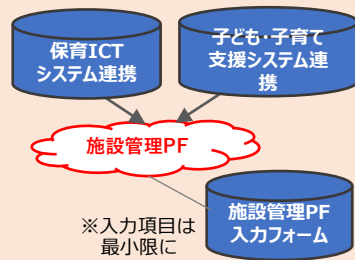 保育ICT
システム連携
子ども・子育て
支援システム連
携
施設管理PF
施設管理PF
入力フォーム
※入力項目は
最小限に